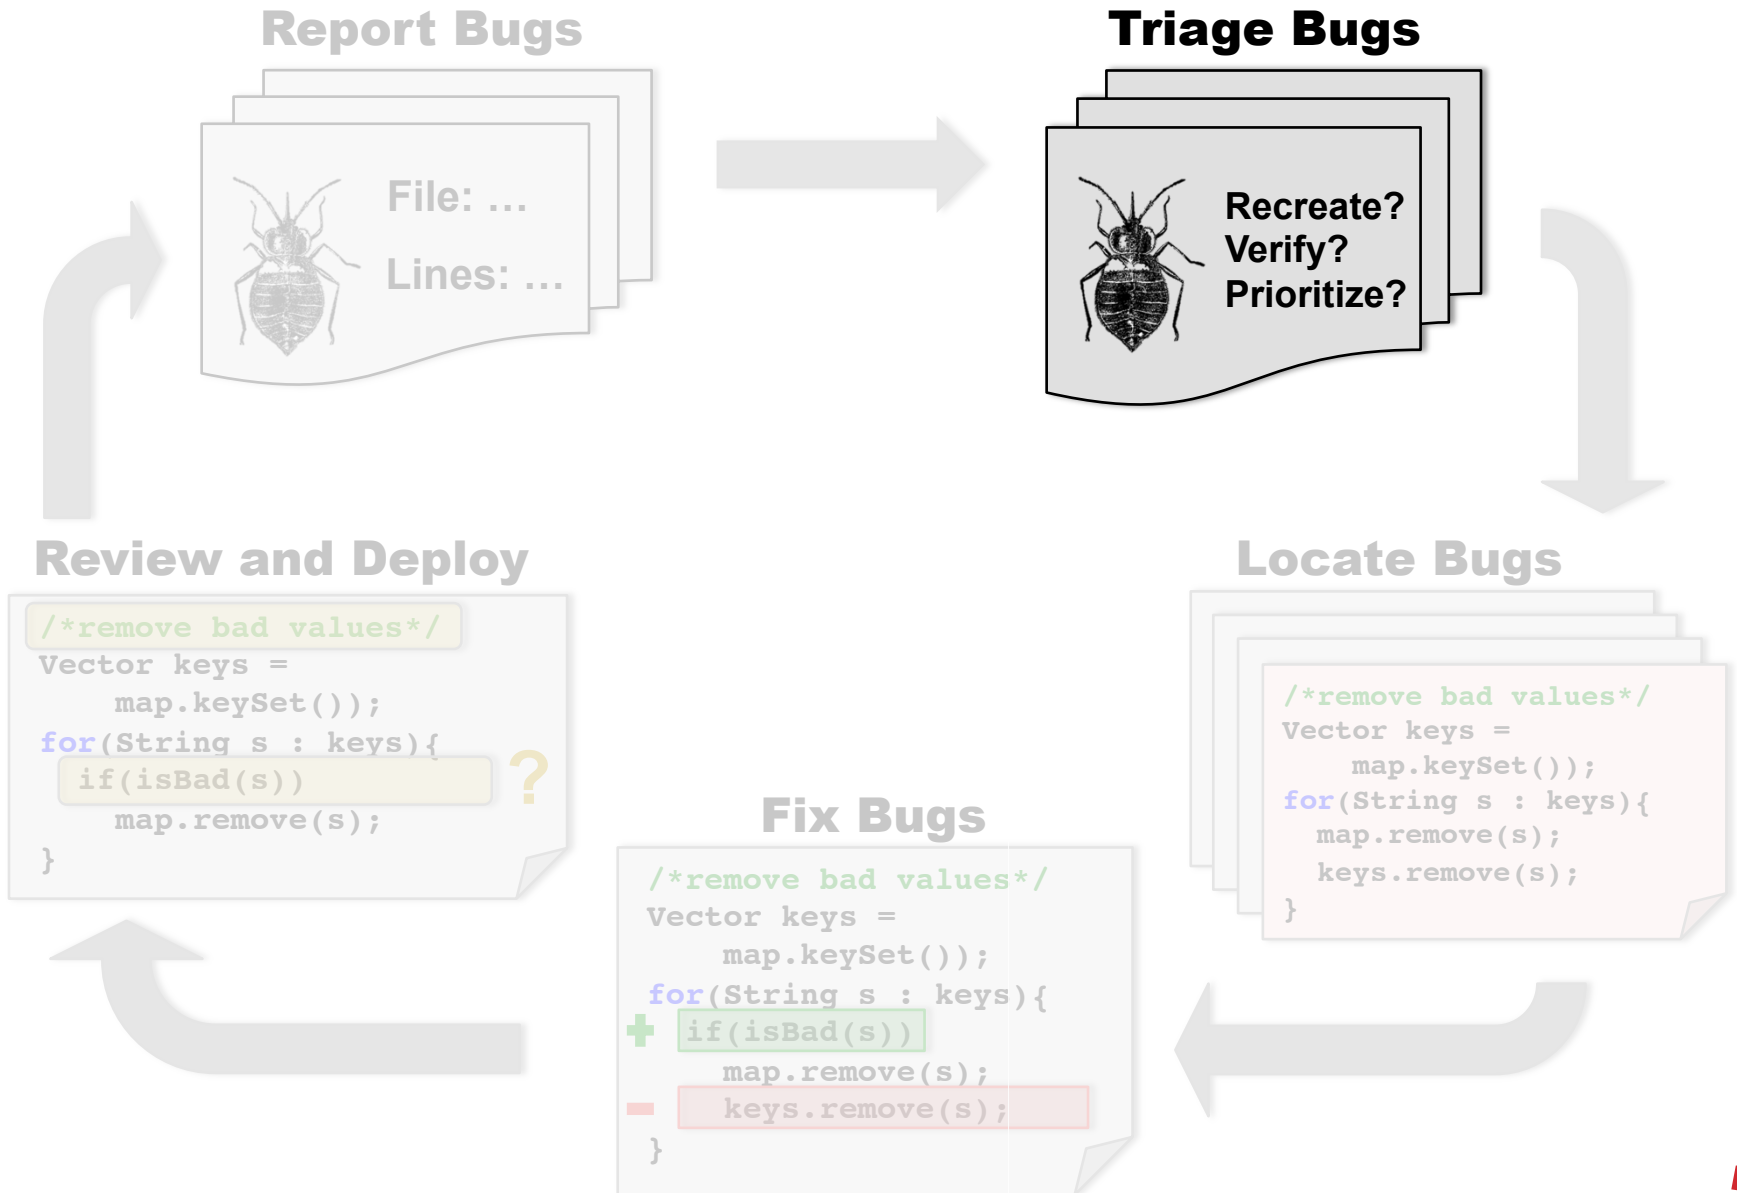 Report Bugs
File: ...
Lines: ...
Triage Bugs
Recreate?
Verify?
Prioritize?
Review and Deploy
/*remove bad values*/
Vector keys =
map.keySet());
for(String s : keys){
if(isBad(s))
?
map.remove(s);
}
Locate Bugs
/*remove bad values*/
Vector keys =
map.keySet());
for(String s : keys){
map.remove(s);
keys.remove(s);
}
Fix Bugs
/*remove bad values*/
Vector keys =
map.keySet());
for(String s : keys){
+ if(isBad(s))
map.remove(s);
- keys.remove(s);
}